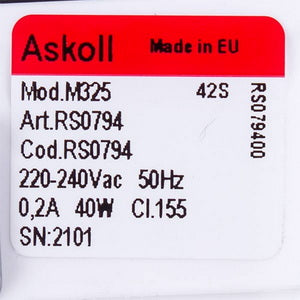 Askoll Made in EU
Mod.M325 42S
Art.RS0794
Cod.RS0794
220-240Vac 50Hz
0,2A 40W Cl.155
SN:2101
RS079400